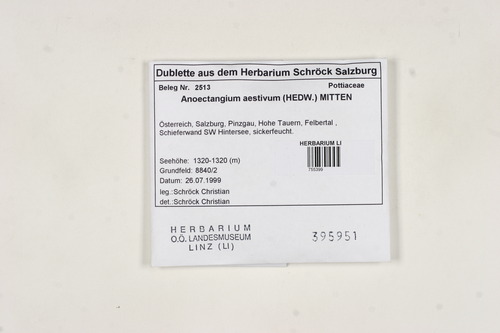 Dublette aus dem Herbarium Schröck Salzburg
Beleg Nr. 2513 Pottiaceae
Anoectangium aestivum (HEDW.) MITTEN
Österreich, Salzburg, Pinzgau, Hohe Tauern, Felbertal ,
Schieferwand SW Hintersee, sickerfeucht.
HERBARIUM LI
750399
Seehöhe: 1320-1320 (m)
Grundfeld: 8840/2
Datum: 26.07.1999
leg.:Schröck Christian
det.:Schröck Christian
HERBARIUM
O.Ö. LANDESMUSEUM
LINZ (LI)
395951